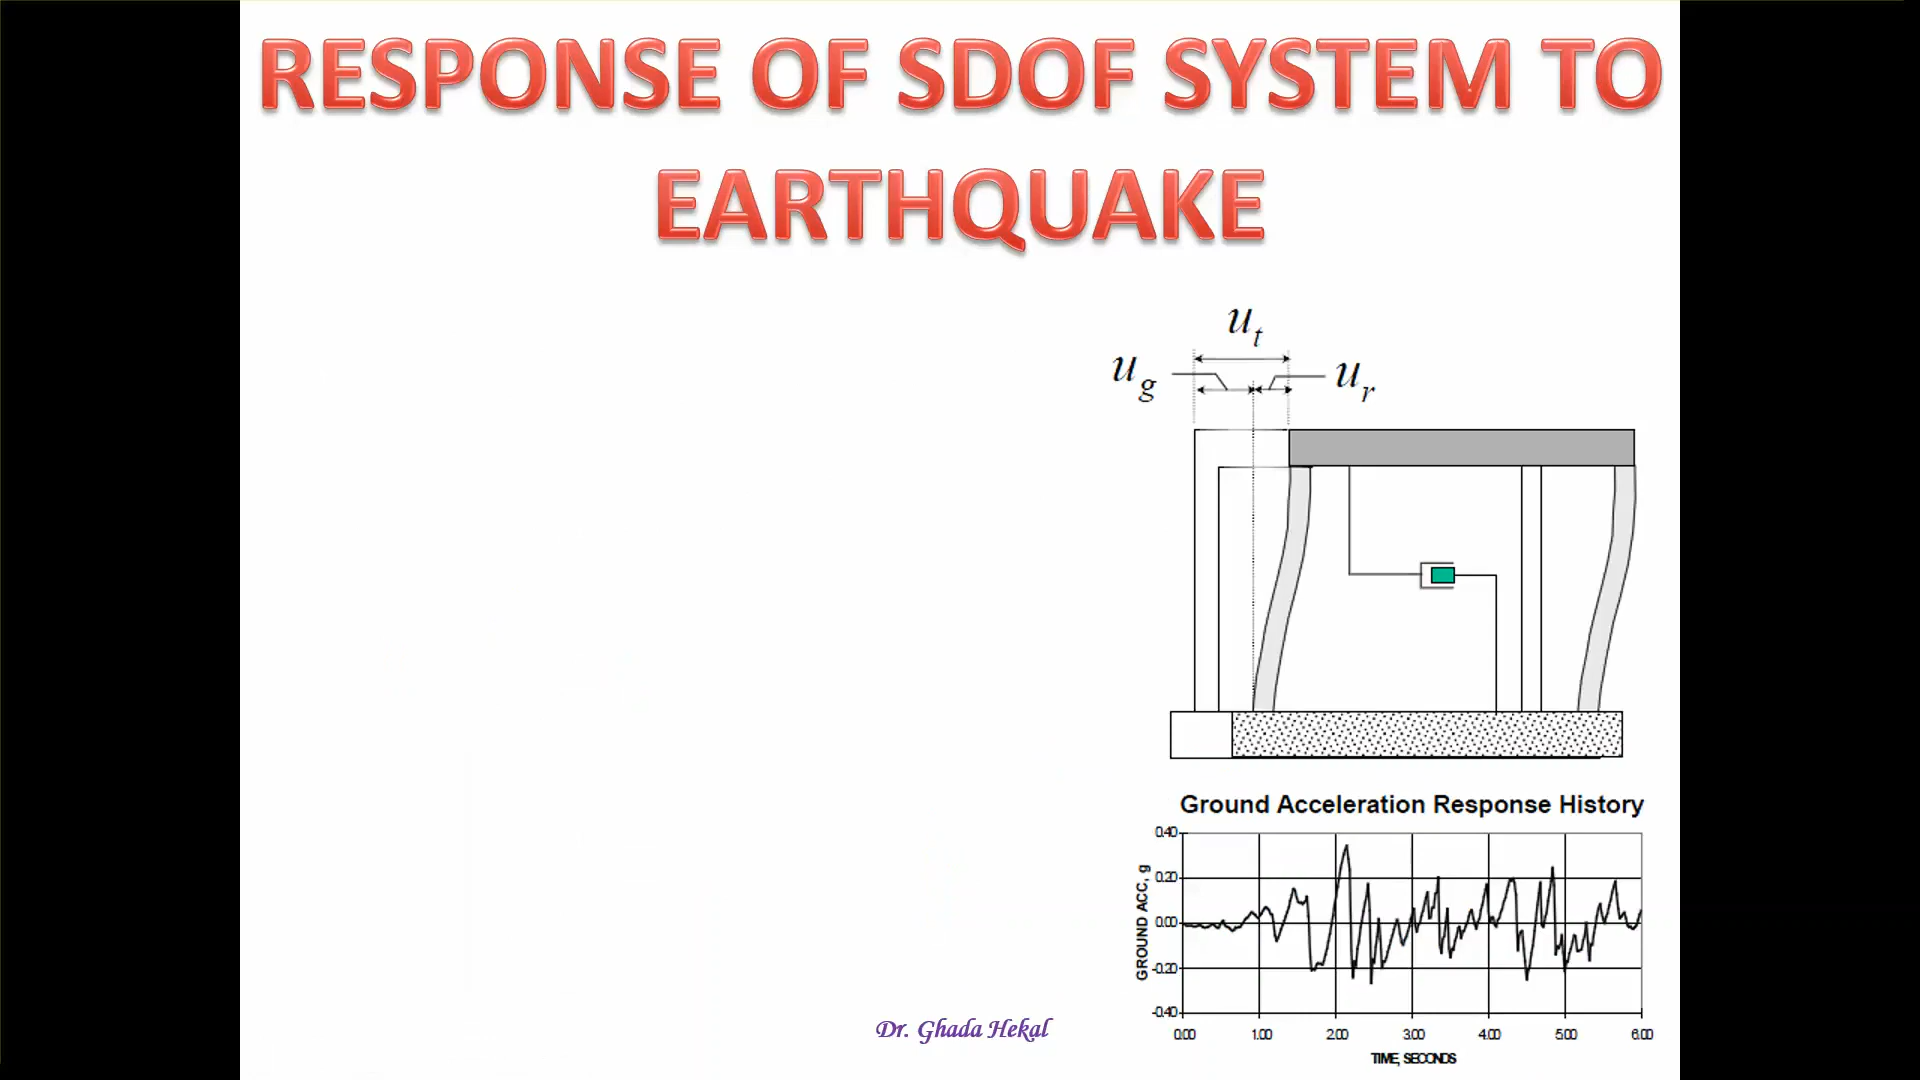 RESPONSE OF SDOF SYSTEM TO
EARTHQUAKE
u_t
u_g
u_r
Ground Acceleration Response History
GROUND ACC, g
0.40
0.20
0.00
-0.20
-0.40
0.00 1.00 2.00 3.00 4.00 5.00 6.00
TIME, SECONDS
Dr. Ghada Hekal